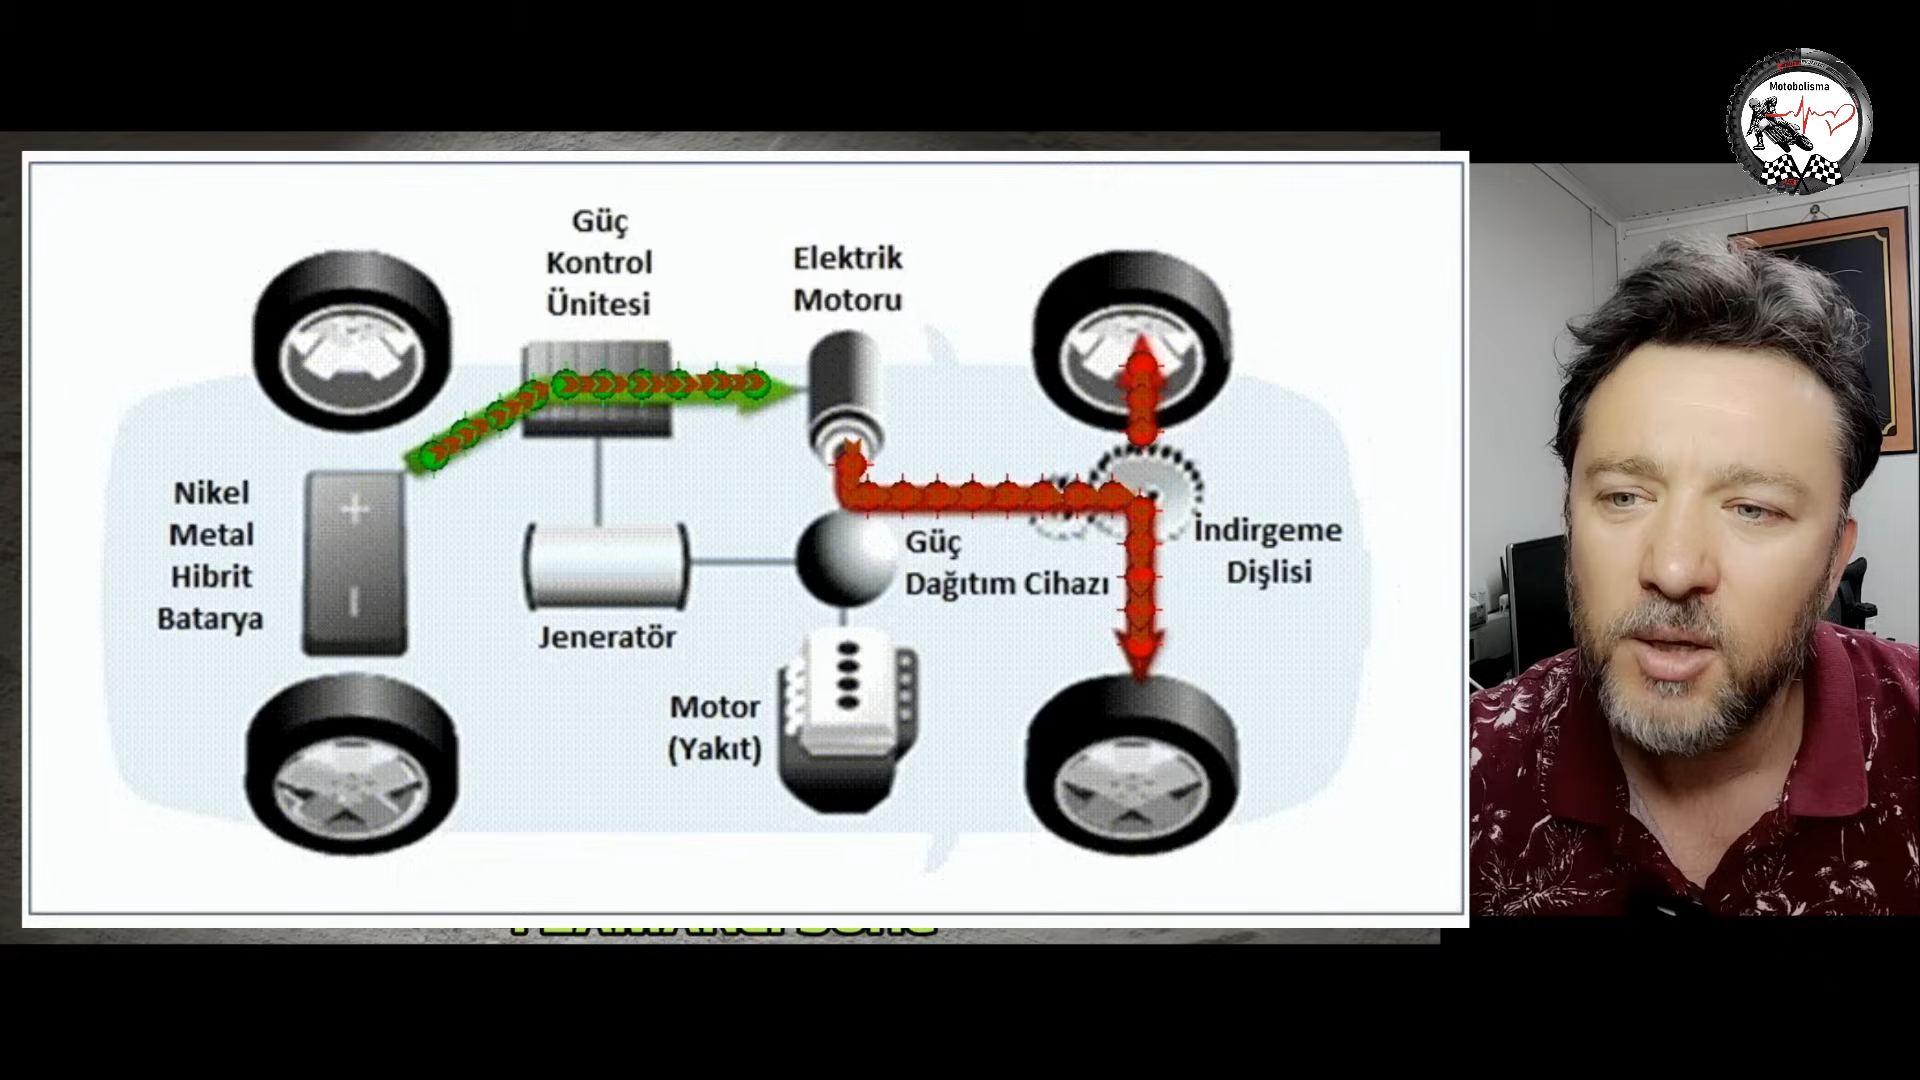 Motobolisma
Güç
Kontrol
Ünitesi
Elektrik
Motoru
Nikel
Metal
Hibrit
Batarya
Jeneratör
Güç
Dağıtım Cihazı
İndirgeme
Dişlisi
Motor
(Yakıt)